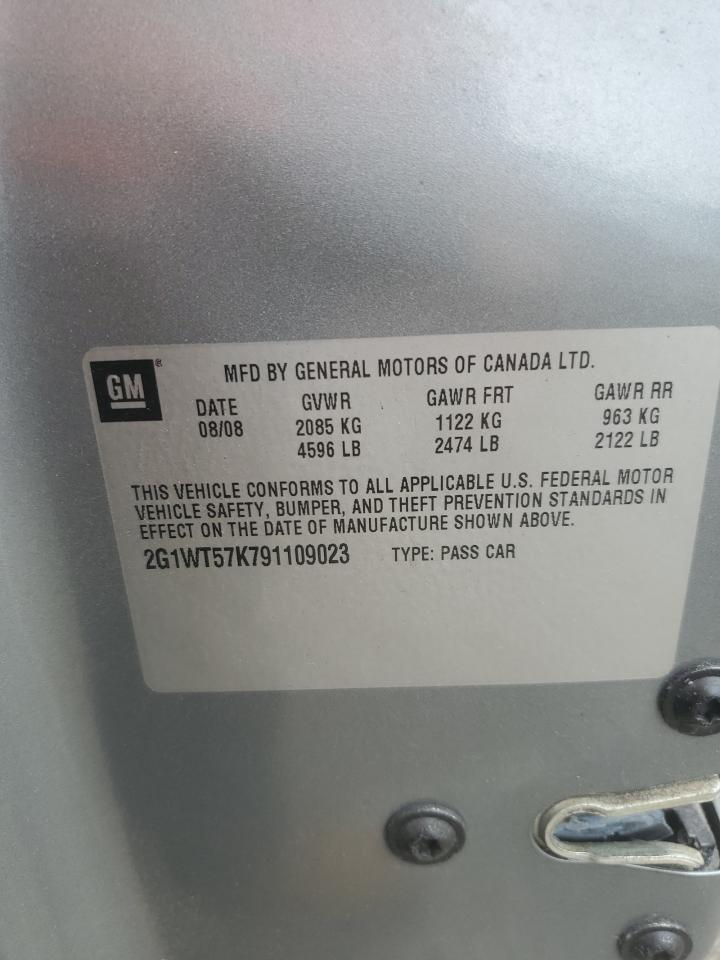 GM®
MFD BY GENERAL MOTORS OF CANADA LTD.
DATE GVWR GAWR FRT GAWR RR
08/08 2085 KG 1122 KG 963 KG
4596 LB 2474 LB 2122 LB
THIS VEHICLE CONFORMS TO ALL APPLICABLE U.S. FEDERAL MOTOR
VEHICLE SAFETY, BUMPER, AND THEFT PREVENTION STANDARDS IN
EFFECT ON THE DATE OF MANUFACTURE SHOWN ABOVE.
2G1WT57K791109023 TYPE: PASS CAR